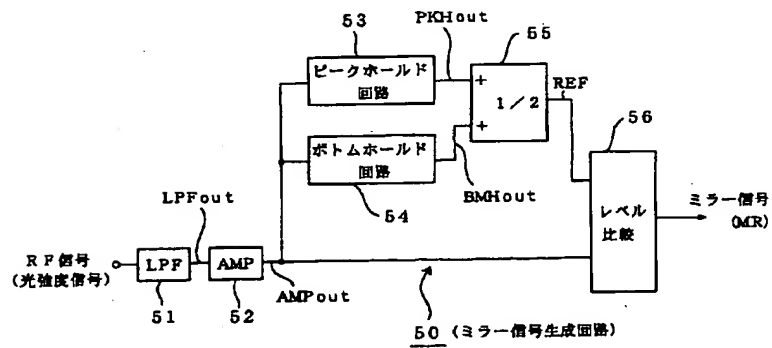 53
PKHout
55
ピークホールド
回路
+
1/2
+
REF
56
ボトムホールド
回路
54
BMHout
LPFout
レベル
比較
ミラー信号
(MR)
RF信号
(光強度信号)
LPF
AMP
51
52
AMPout
50 (ミラー信号生成回路)